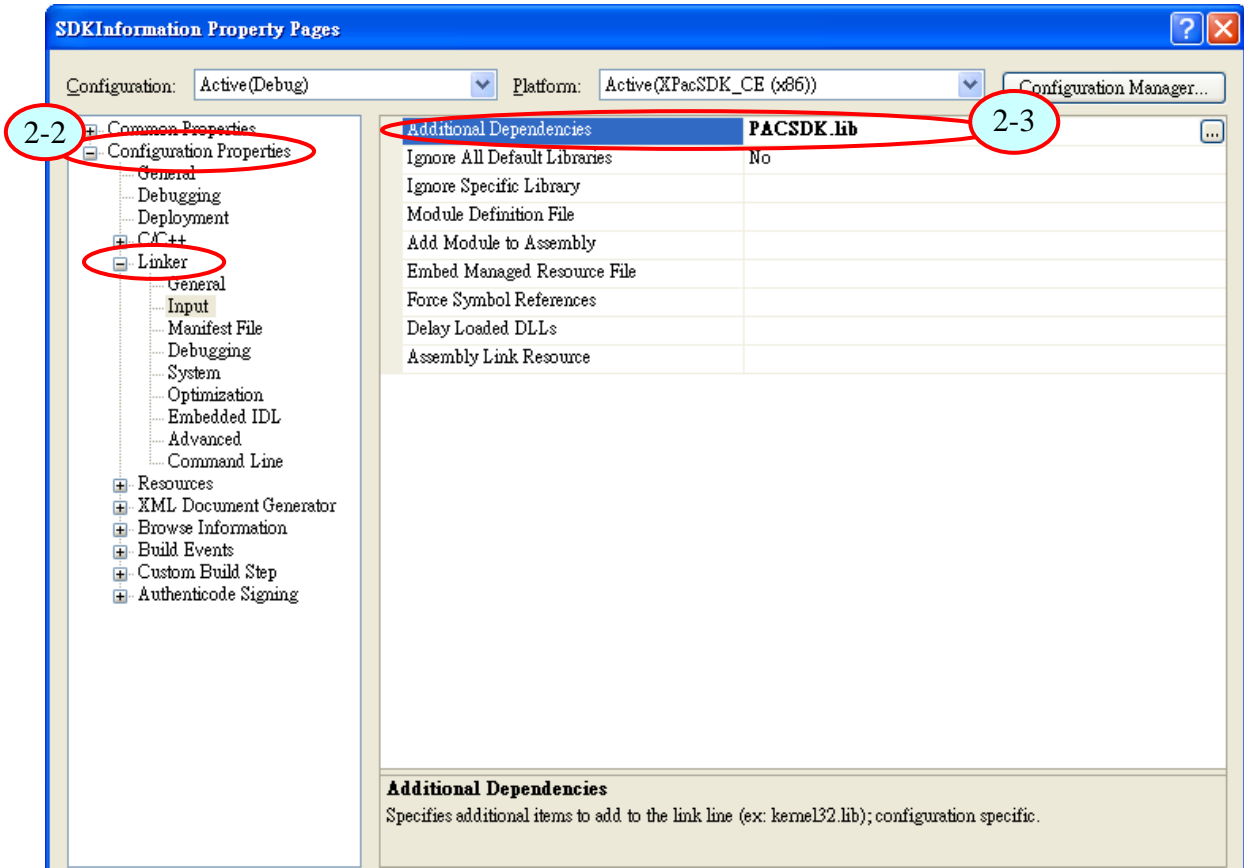 SDKInformation Property Pages
Configuration: Active(Debug) Platform: Active(XPacSDK_CE (x86)) Configuration Manager...
2-2
Common Properties
Configuration Properties
General
Debugging
Deployment
C/C++
Linker
General
Input
Manifest File
Debugging
System
Optimization
Embedded IDL
Advanced
Command Line
Resources
XML Document Generator
Browse Information
Build Events
Custom Build Step
Authenticode Signing
Additional Dependencies PACSDK.lib 2-3 ...
Ignore All Default Libraries No
Ignore Specific Library
Module Definition File
Add Module to Assembly
Embed Managed Resource File
Force Symbol References
Delay Loaded DLLs
Assembly Link Resource
Additional Dependencies
Specifies additional items to add to the link line (ex: kernel32.lib); configuration specific.